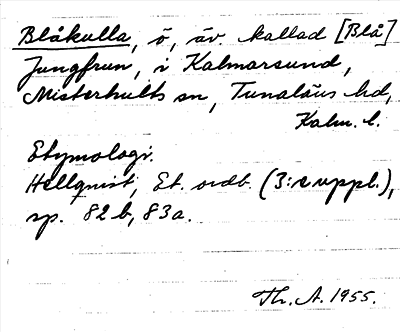 Blåkulla, ö, äv. kallad [Blå]
Jungfrun, i Kalmarsund,
Misterhults sn, Tunaläns hd,
Kalm. l.
Etymologi.
Hellquist, Et. ordb. (3:e uppl.),
sp. 82 b, 83 a.
Th. A. 1955.